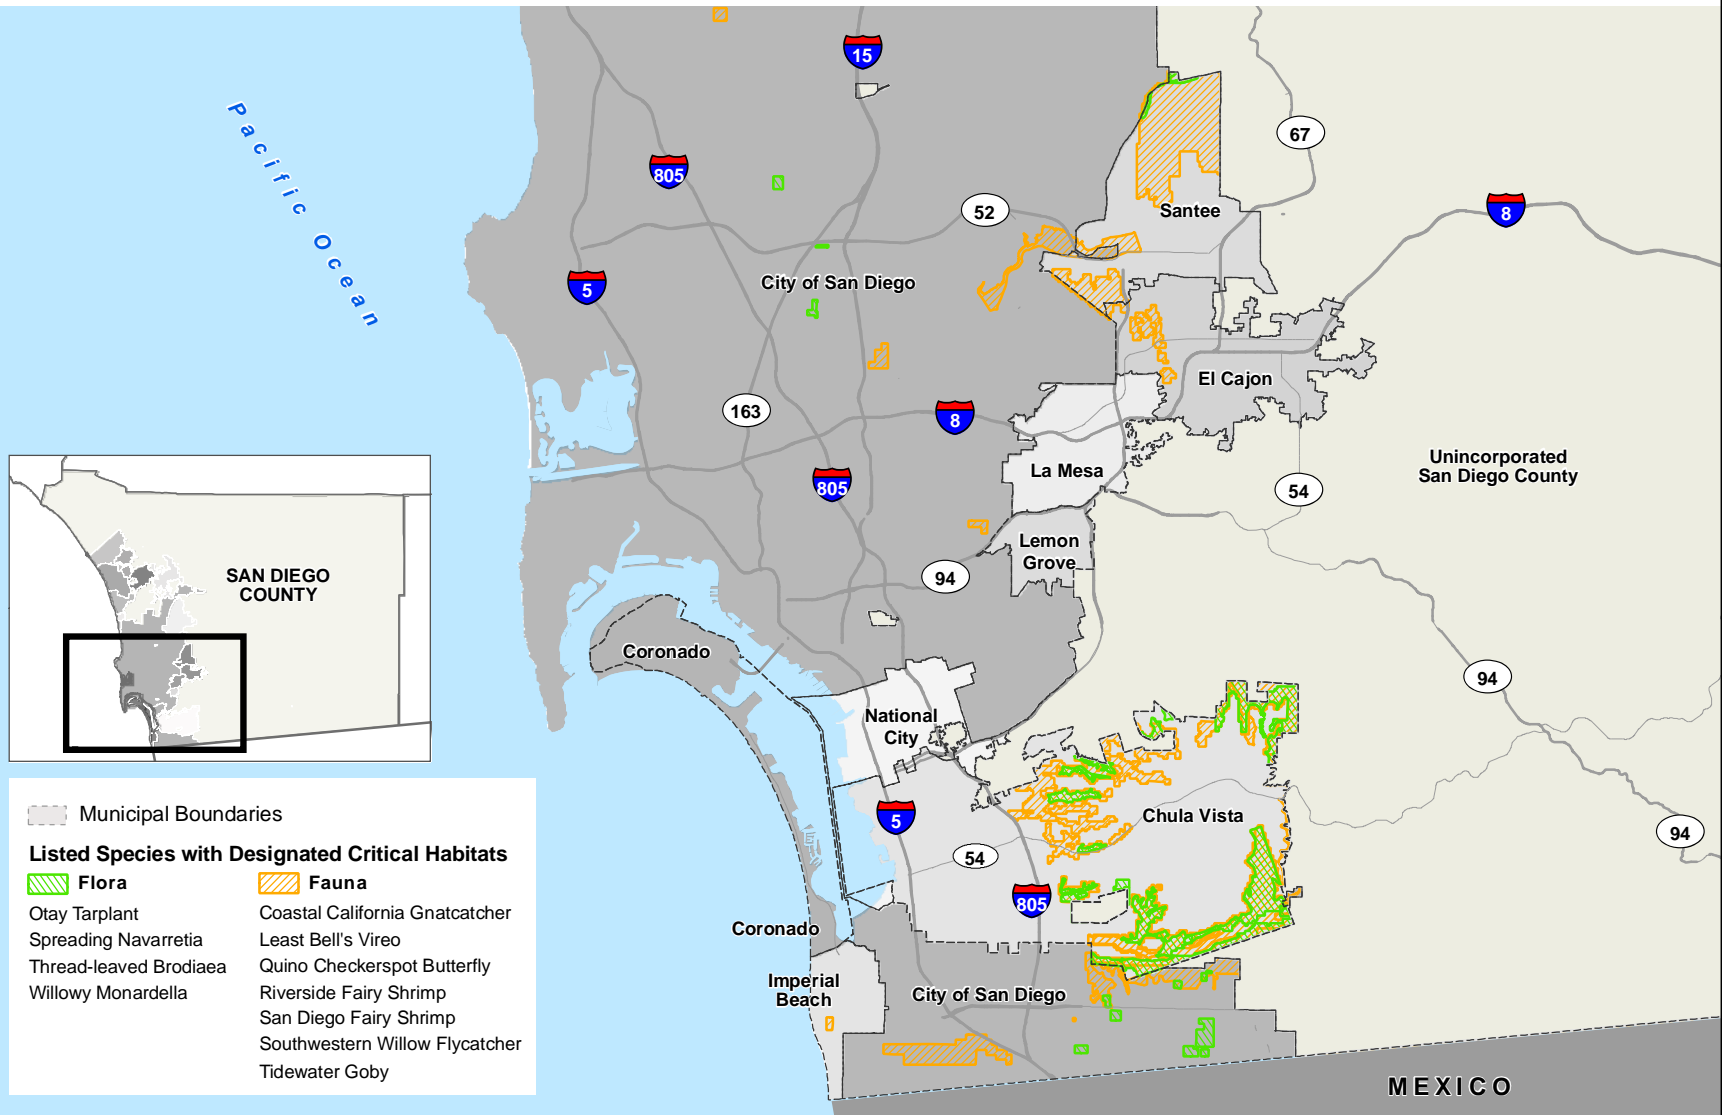 Pacific Ocean
15
805
67
52
8
Santee
5
City of San Diego
163
8
El Cajon
La Mesa
Unincorporated
San Diego County
54
805
Lemon
Grove
94
Coronado
94
National
City
5
Chula Vista
94
54
805
Coronado
Imperial
Beach
City of San Diego
MEXICO
SAN DIEGO
COUNTY
Municipal Boundaries
Listed Species with Designated Critical Habitats
Flora
Otay Tarplant
Spreading Navarretia
Thread-leaved Brodiaea
Willowy Monardella
Fauna
Coastal California Gnatcatcher
Least Bell's Vireo
Quino Checkerspot Butterfly
Riverside Fairy Shrimp
San Diego Fairy Shrimp
Southwestern Willow Flycatcher
Tidewater Goby